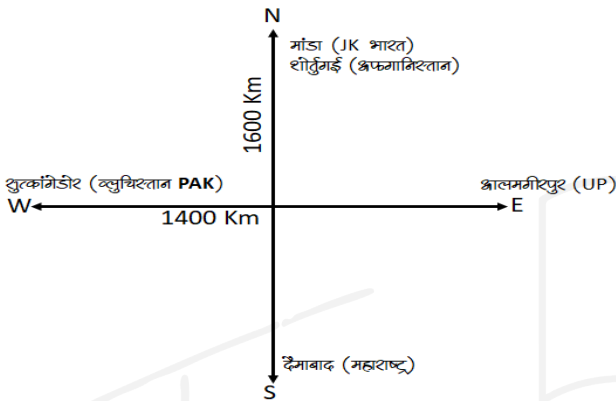 N
मांडा (JK भारत)
शोर्तुगई (अफगानिस्तान)
1600 Km
सुत्कांगेडोर (ब्लुचिस्तान PAK)
आलमगीरपुर (UP)
W
E
1400 Km
दैमाबाद (महाराष्ट्र)
S